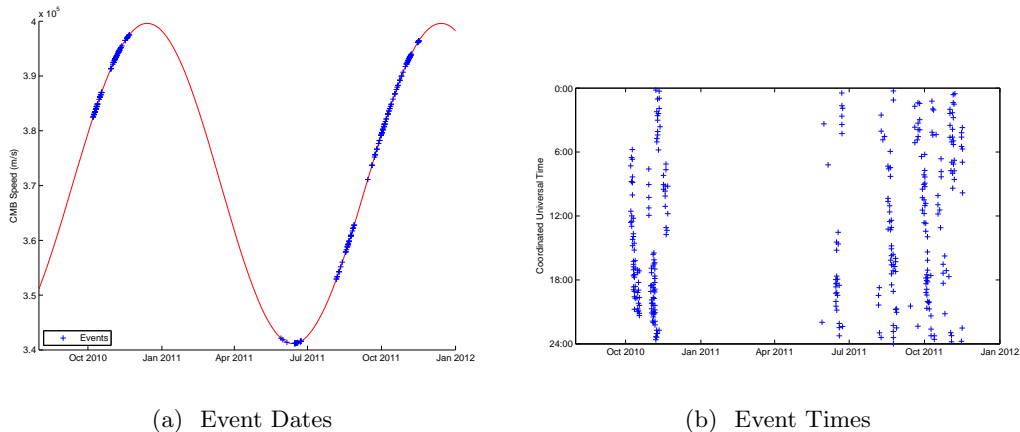 x 10⁵
4
3.9
3.8
3.7
3.6
3.5
3.4
CMB Speed (m/s)
Events
Oct 2010 Jan 2011 Apr 2011 Jul 2011 Oct 2011 Jan 2012
(a) Event Dates
0:00
6:00
12:00
18:00
24:00
Coordinated Universal Time
Oct 2010 Jan 2011 Apr 2011 Jul 2011 Oct 2011 Jan 2012
(b) Event Times